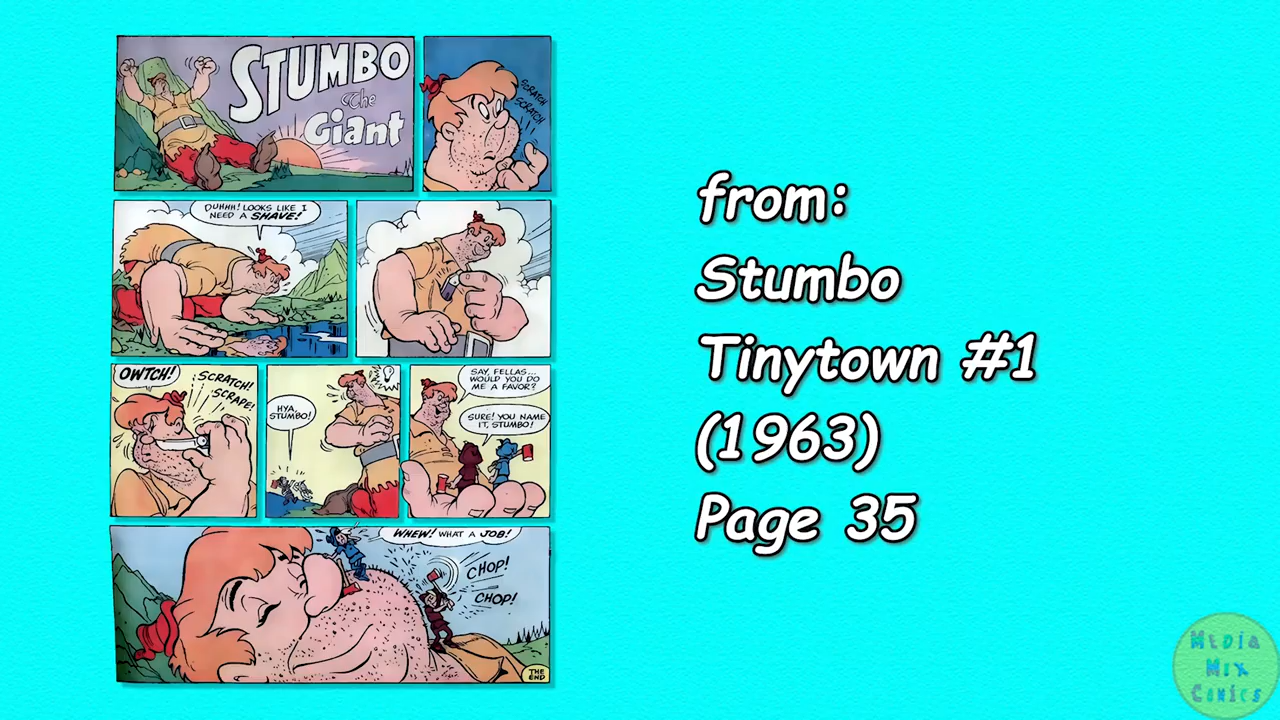 STUMBO
The
Giant
SCRATCH
SCRATCH
DUHHH! LOOKS LIKE I
NEED A SHAVE!
OWTCH!
SCRATCH!
SCRAPE!
HYA,
STUMBO!
SAY, FELLAS...
WOULD YOU DO
ME A FAVOR?
SURE! YOU NAME
IT, STUMBO!
WHEW! WHAT A JOB!
CHOP!
CHOP!
THE
END
from:
Stumbo
Tinytown #1
(1963)
Page 35
MEDIA
MIX
COMICS